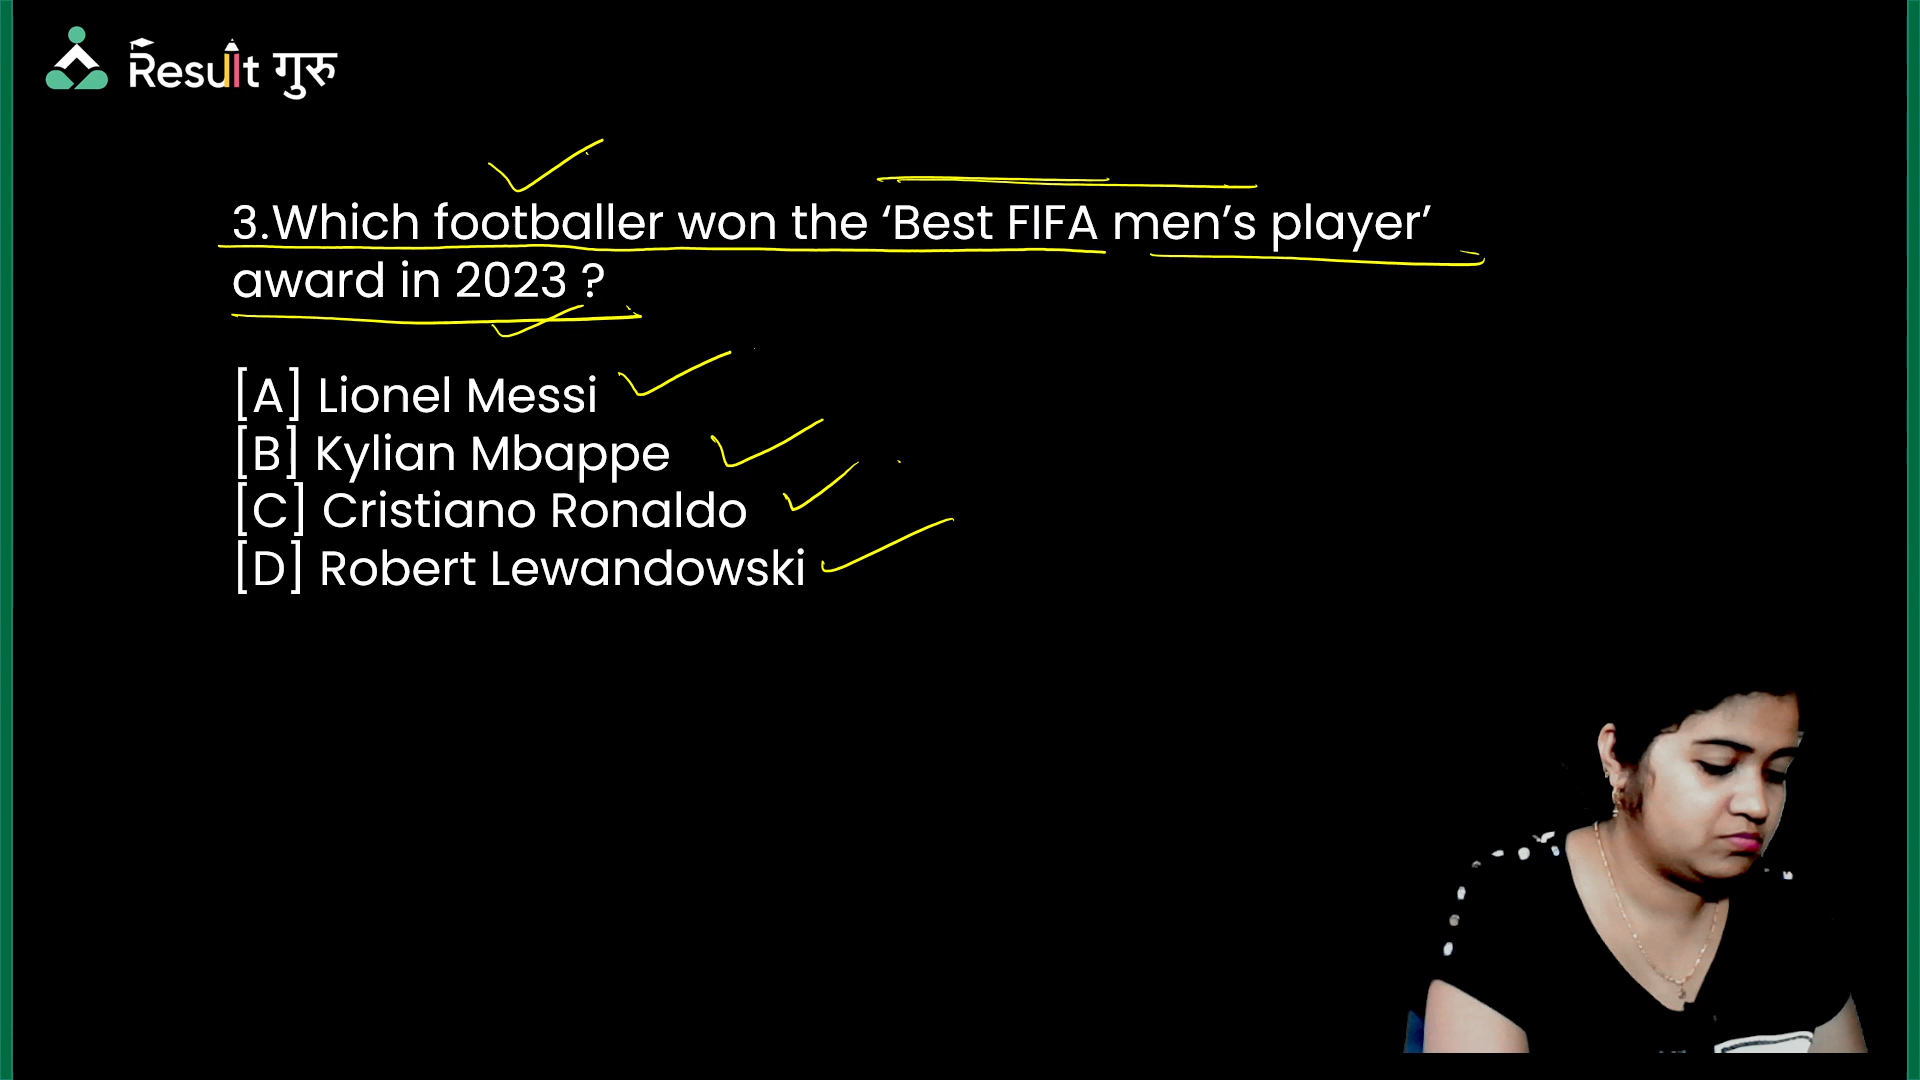 Result गुरु
3.Which footballer won the ‘Best FIFA men’s player’
award in 2023 ?
[A] Lionel Messi
[B] Kylian Mbappe
[C] Cristiano Ronaldo
[D] Robert Lewandowski